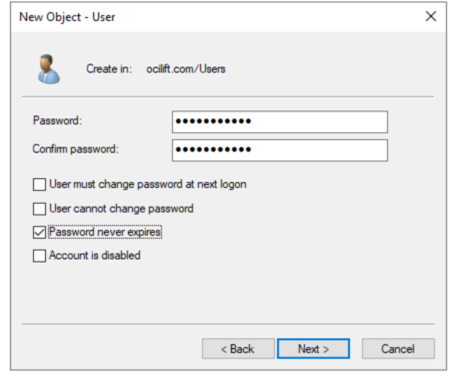 New Object - User
Create in: ocilift.com/Users
Password: ●●●●●●●●●●●
Confirm password: ●●●●●●●●●●●
User must change password at next logon
User cannot change password
Password never expires
Account is disabled
< Back Next > Cancel